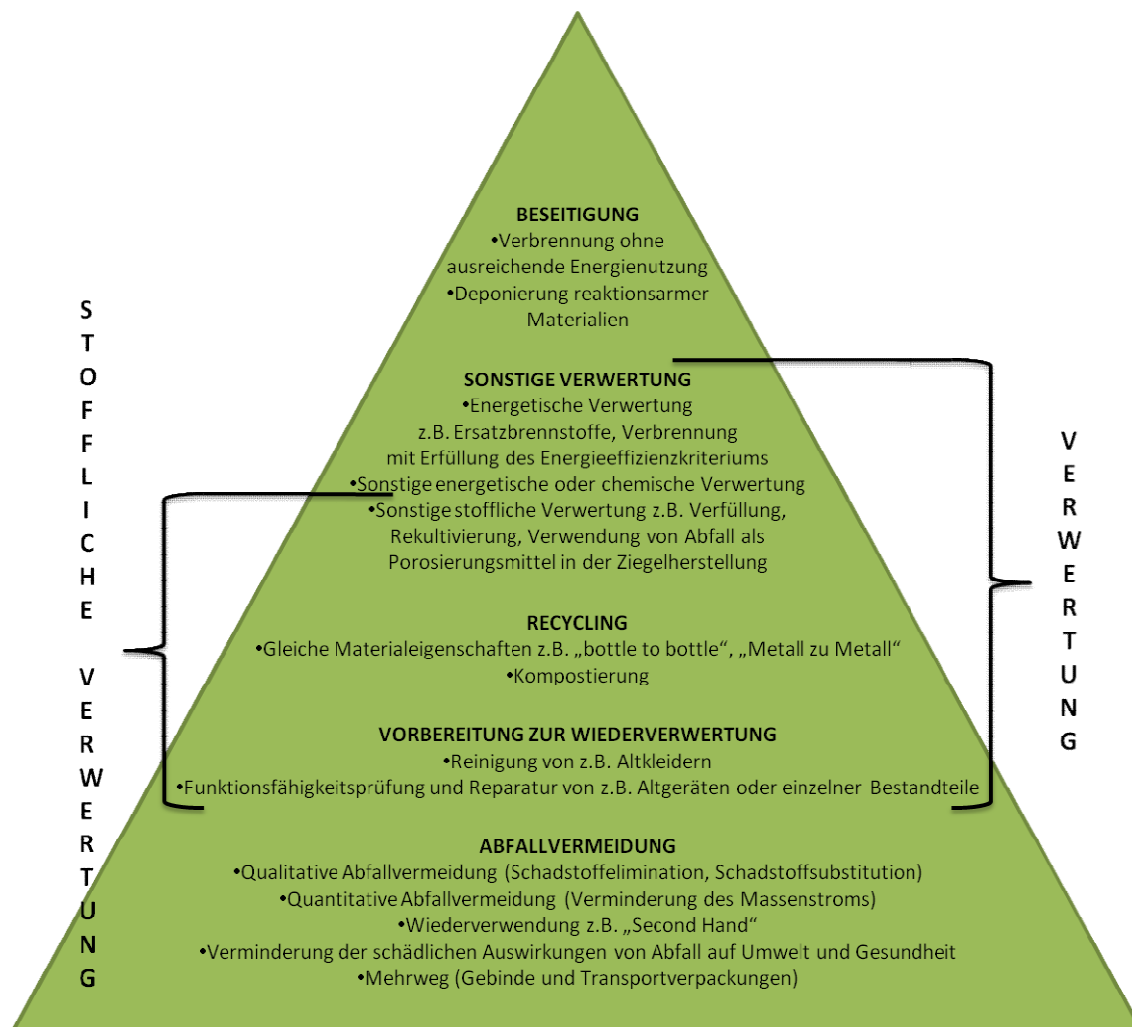 BESEITIGUNG
•Verbrennung ohne
ausreichende Energienutzung
•Deponierung reaktionsarmer
Materialien
SONSTIGE VERWERTUNG
•Energetische Verwertung
z.B. Ersatzbrennstoffe, Verbrennung
mit Erfüllung des Energieeffizienzkriteriums
•Sonstige energetische oder chemische Verwertung
•Sonstige stoffliche Verwertung z.B. Verfüllung,
Rekultivierung, Verwendung von Abfall als
Porosierungsmittel in der Ziegelherstellung
RECYCLING
•Gleiche Materialeigenschaften z.B. „bottle to bottle“, „Metall zu Metall“
•Kompostierung
VORBEREITUNG ZUR WIEDERVERWERTUNG
•Reinigung von z.B. Altkleidern
•Funktionsfähigkeitsprüfung und Reparatur von z.B. Altgeräten oder einzelner Bestandteile
ABFALLVERMEIDUNG
•Qualitative Abfallvermeidung (Schadstoffelimination, Schadstoffsubstitution)
•Quantitative Abfallvermeidung (Verminderung des Massenstroms)
•Wiederverwendung z.B. „Second Hand“
•Verminderung der schädlichen Auswirkungen von Abfall auf Umwelt und Gesundheit
•Mehrweg (Gebinde und Transportverpackungen)
STOFFLICHE VERWERTUNG
VERWERTUNG